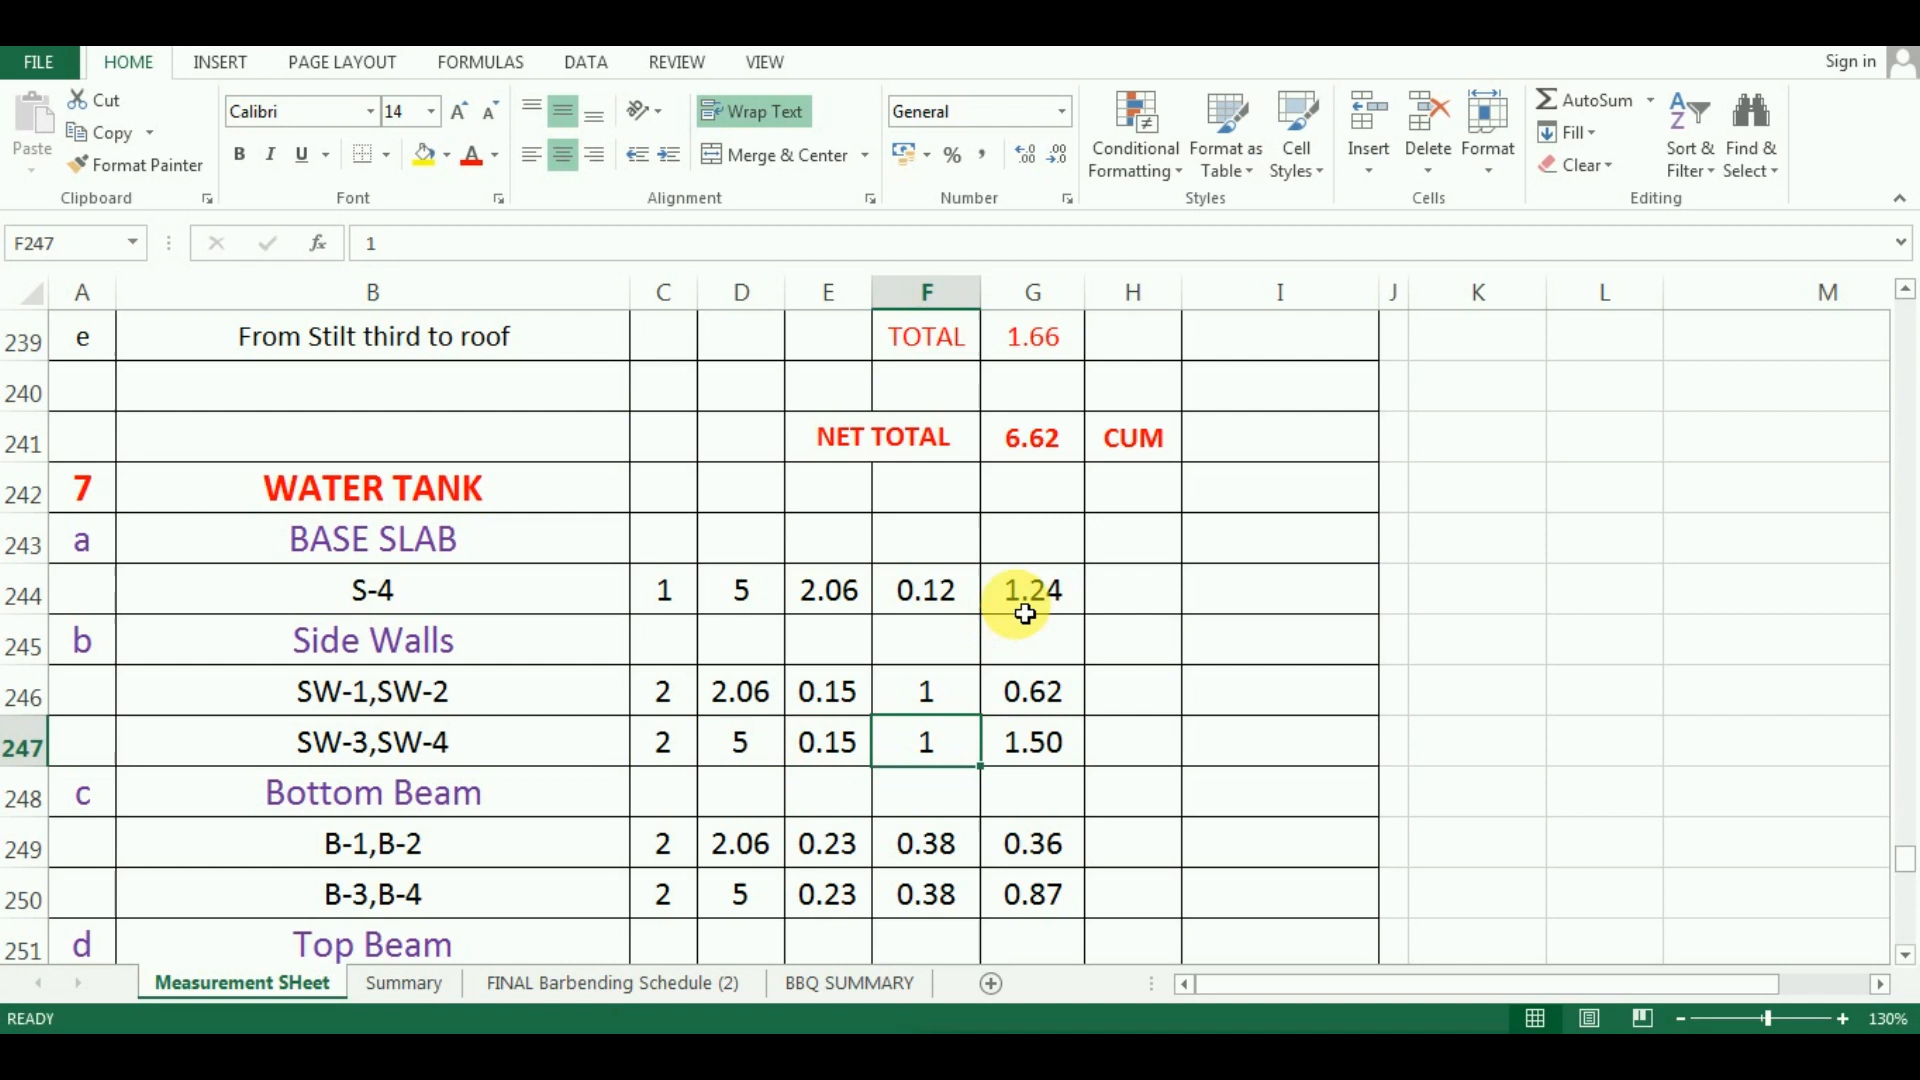 FILE HOME INSERT PAGE LAYOUT FORMULAS DATA REVIEW VIEW Sign in
Paste Cut Copy Format Painter Clipboard
Calibri 14 A A B I U A Font
Wrap Text Merge & Center Alignment
General % , .0 .00 Number
Conditional Formatting Format as Table Cell Styles Styles
Insert Delete Format Cells
AutoSum Fill Clear Sort & Filter Find & Select Editing
F247 fx 1
A B C D E F G H I J K L M
239 e From Stilt third to roof TOTAL 1.66
240
241 NET TOTAL 6.62 CUM
242 7 WATER TANK
243 a BASE SLAB
244 S-4 1 5 2.06 0.12 1.24
245 b Side Walls
246 SW-1,SW-2 2 2.06 0.15 1 0.62
247 SW-3,SW-4 2 5 0.15 1 1.50
248 c Bottom Beam
249 B-1,B-2 2 2.06 0.23 0.38 0.36
250 B-3,B-4 2 5 0.23 0.38 0.87
251 d Top Beam
Measurement SHeet Summary FINAL Barbending Schedule (2) BBQ SUMMARY
READY 130%